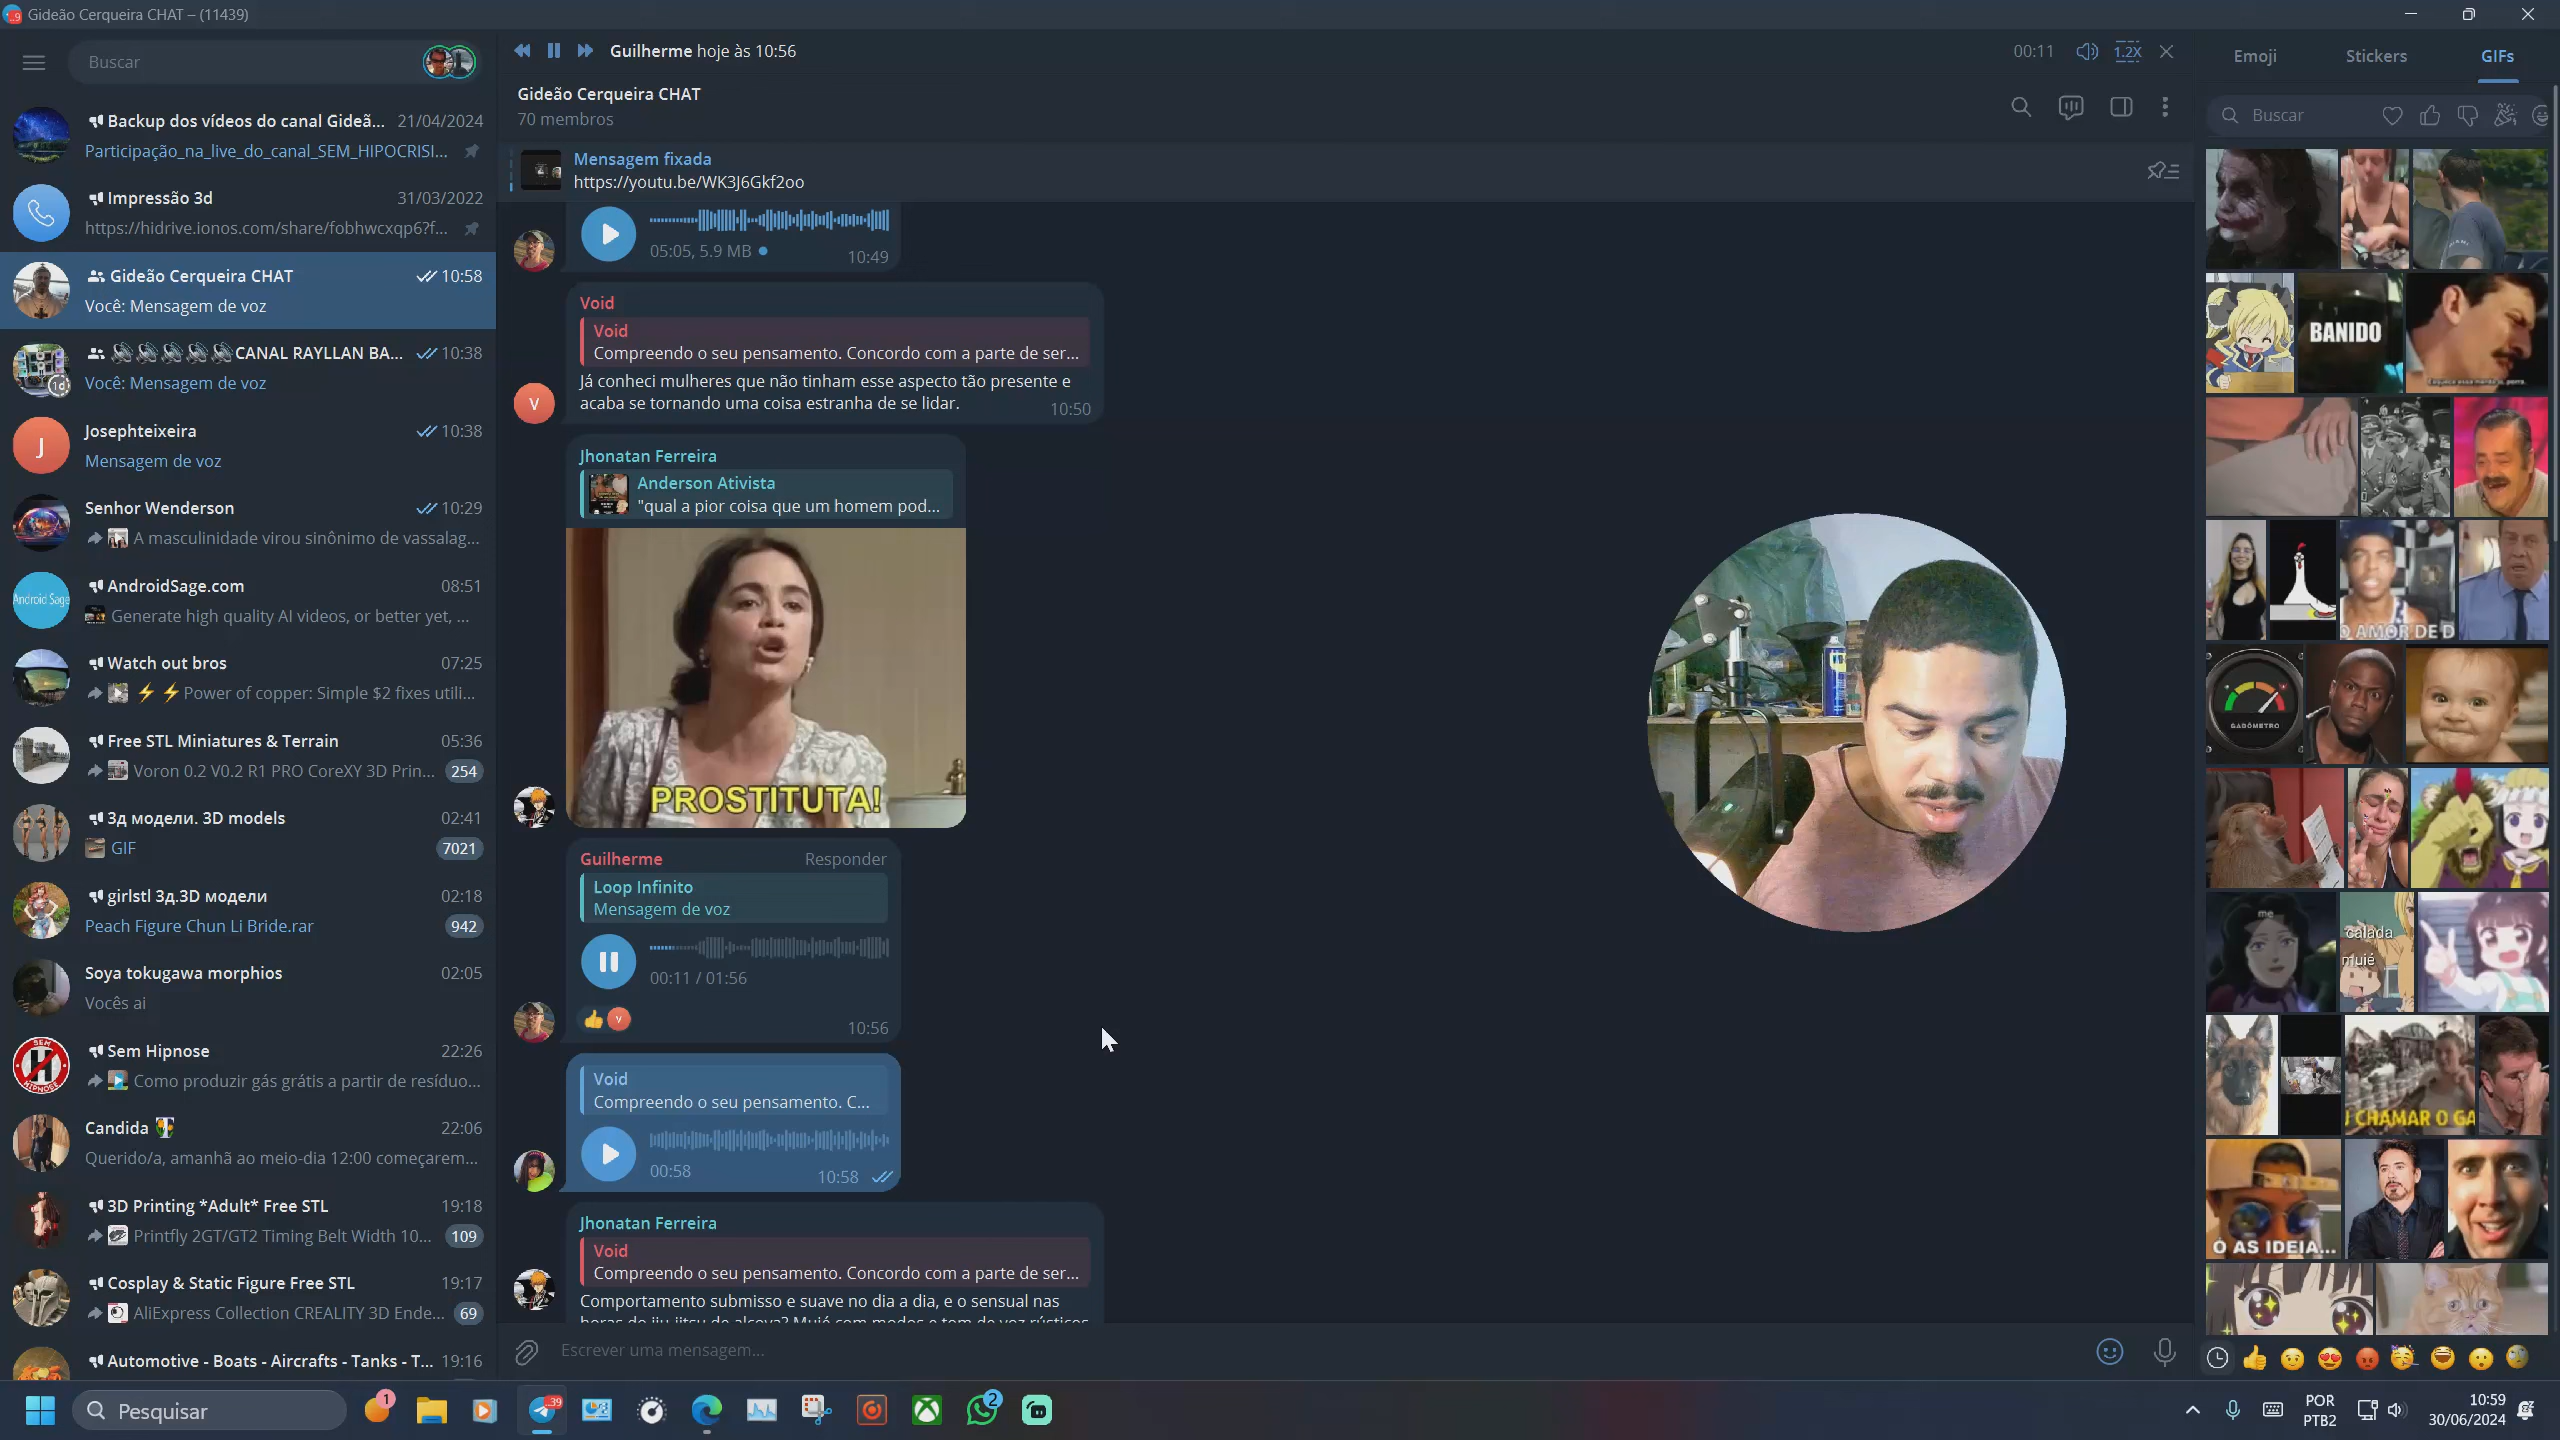 Gideão Cerqueira CHAT – (11439)
Buscar
Backup dos vídeos do canal Gideã... 21/04/2024
Participação_na_live_do_canal_SEM_HIPOCRISI...
Impressão 3d 31/03/2022
https://hidrive.ionos.com/share/fobhwcxqp6?f...
Gideão Cerqueira CHAT 10:58
Você: Mensagem de voz
CANAL RAYLLAN BA... 10:38
Você: Mensagem de voz
1d
J
Josephteixeira 10:38
Mensagem de voz
Senhor Wenderson 10:29
A masculinidade virou sinônimo de vassalag...
Android Sage
AndroidSage.com 08:51
Generate high quality AI videos, or better yet, ...
Watch out bros 07:25
⚡⚡Power of copper: Simple $2 fixes utili...
Free STL Miniatures & Terrain 05:36
Voron 0.2 V0.2 R1 PRO CoreXY 3D Prin... 254
3д модели. 3D models 02:41
GIF 7021
girlstl 3д.3D модели 02:18
Peach Figure Chun Li Bride.rar 942
Soya tokugawa morphios 02:05
Vocês ai
SEM
H
HIPNOSE
Sem Hipnose 22:26
Como produzir gás grátis a partir de resíduo...
Candida 22:06
Querido/a, amanhã ao meio-dia 12:00 começarem...
3D Printing *Adult* Free STL 19:18
Printfly 2GT/GT2 Timing Belt Width 10... 109
Cosplay & Static Figure Free STL 19:17
AliExpress Collection CREALITY 3D Ende... 69
Automotive - Boats - Aircrafts - Tanks - T... 19:16
Guilherme hoje às 10:56
00:11 1.2X
Gideão Cerqueira CHAT
70 membros
Mensagem fixada
https://youtu.be/WK3J6Gkf2oo
05:05, 5.9 MB
10:49
Void
Void
Compreendo o seu pensamento. Concordo com a parte de ser...
Já conheci mulheres que não tinham esse aspecto tão presente e
acaba se tornando uma coisa estranha de se lidar. 10:50
V
Jhonatan Ferreira
Anderson Ativista
"qual a pior coisa que um homem pod...
PROSTITUTA!
Guilherme Responder
Loop Infinito
Mensagem de voz
00:11 / 01:56
V
10:56
Void
Compreendo o seu pensamento. C...
00:58 10:58
Jhonatan Ferreira
Void
Compreendo o seu pensamento. Concordo com a parte de ser...
Comportamento submisso e suave no dia a dia, e o sensual nas
Escrever uma mensagem...
Emoji Stickers GIFs
Buscar
BANIDO
O AMOR DE D
GADÔMETRO
me
calada
muié
CHAMAR O GA
Ó AS IDEIA...
Pesquisar
1
..39
2
POR
PTB2
10:59
30/06/2024